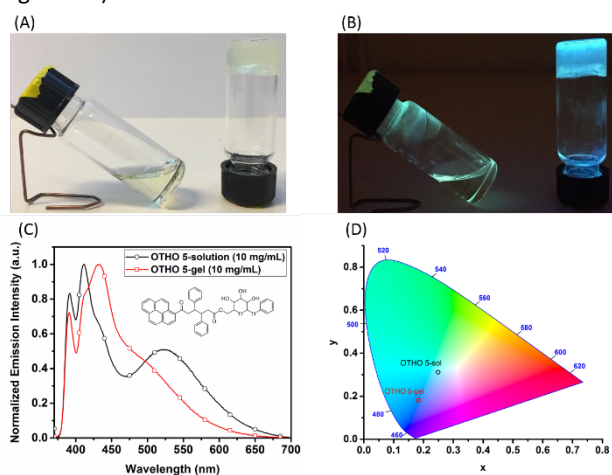 (A)
(B)
(C)
OTHO 5-solution (10 mg/mL)
OTHO 5-gel (10 mg/mL)
OH
Normalized Emission Intensity (a.u.)
1.0
0.8
0.6
0.4
0.2
0.0
400 450 500 550 600 650 700
Wavelength (nm)
(D)
0.8
0.6
0.4
0.2
0.0
y
520
540
560
500
580
600
620
OTHO 5-sol
OTHO 5-gel
480
460
0.0 0.1 0.2 0.3 0.4 0.5 0.6 0.7 0.8
x